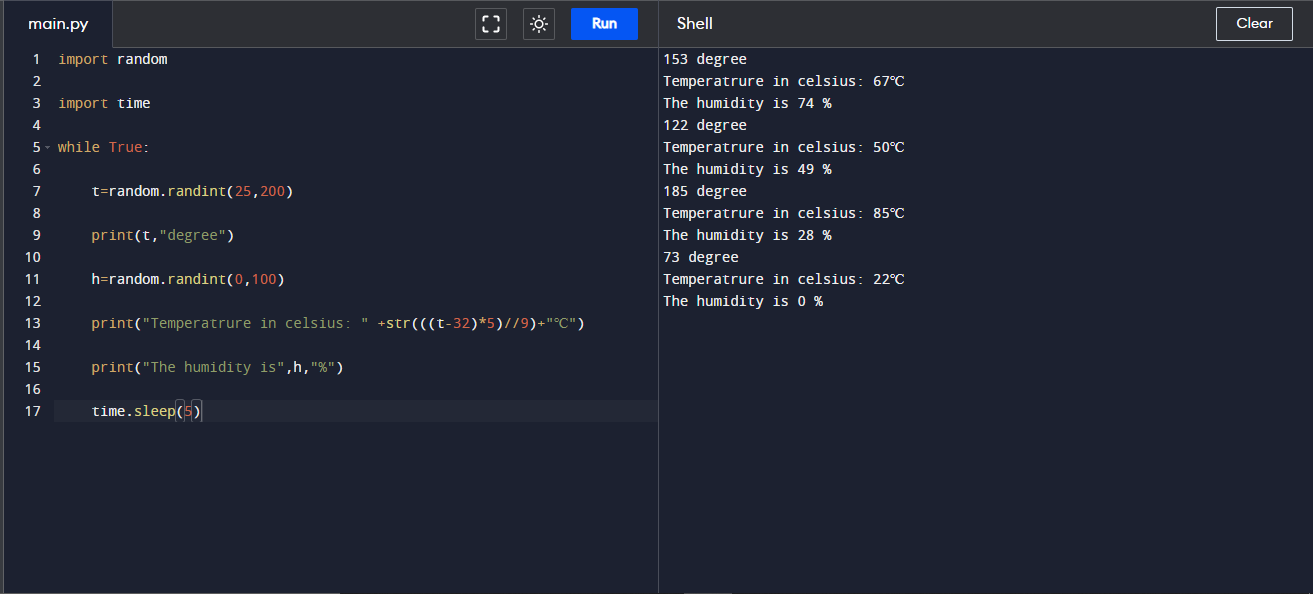 main.py
Run
Shell
Clear
1 import random
2
3 import time
4
5 while True:
6
7     t=random.randint(25,200)
8
9     print(t,"degree")
10
11     h=random.randint(0,100)
12
13     print("Temperatrure in celsius: " +str(((t-32)*5)//9)+"℃")
14
15     print("The humidity is",h,"%")
16
17     time.sleep(5)
153 degree
Temperatrure in celsius: 67℃
The humidity is 74 %
122 degree
Temperatrure in celsius: 50℃
The humidity is 49 %
185 degree
Temperatrure in celsius: 85℃
The humidity is 28 %
73 degree
Temperatrure in celsius: 22℃
The humidity is 0 %